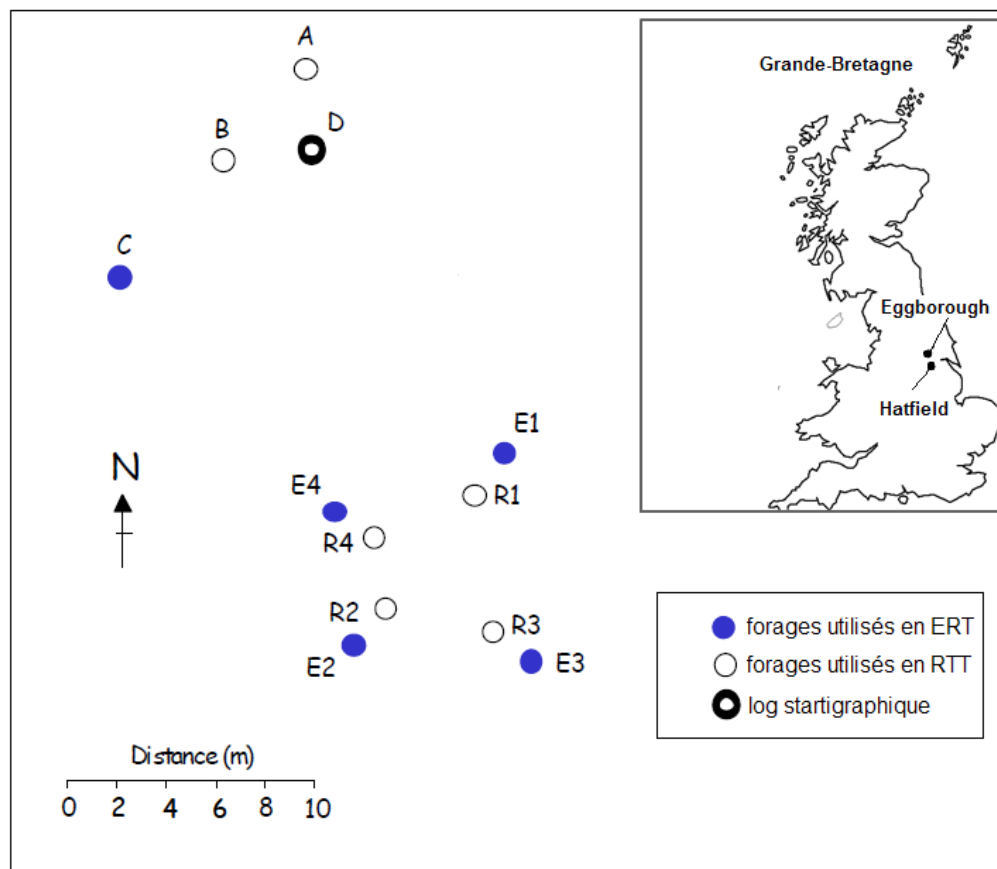 A
B
D
C
N
E1
R1
E4
R4
R2
E2
R3
E3
Distance (m)
0 2 4 6 8 10
Grande-Bretagne
Eggborough
Hatfield
forages utilisés en ERT
forages utilisés en RTT
log startigraphique